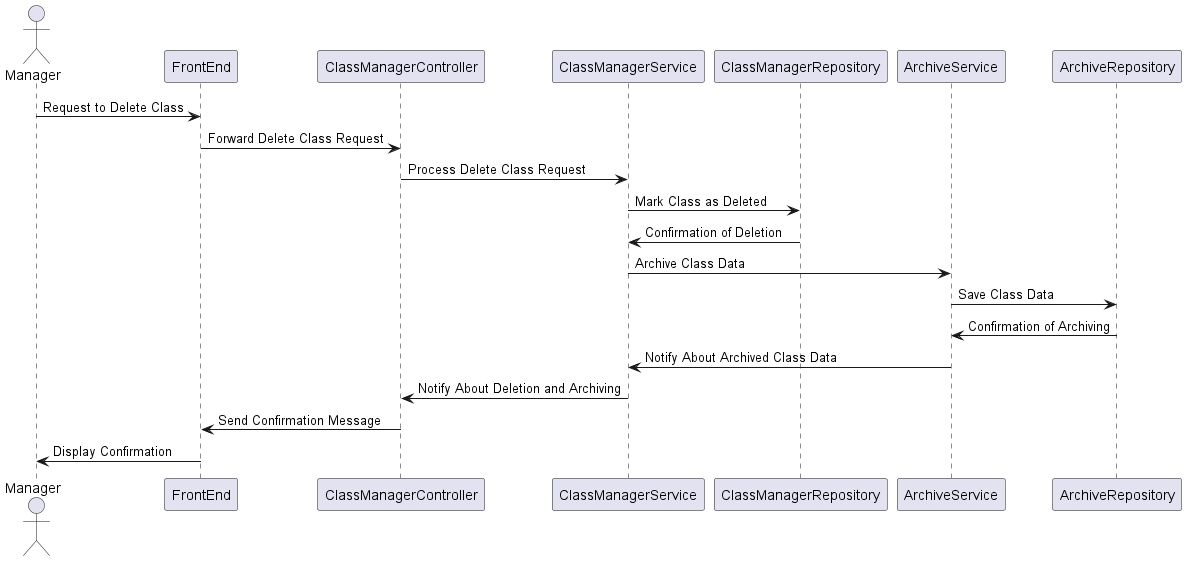 Manager
FrontEnd
ClassManagerController
ClassManagerService
ClassManagerRepository
ArchiveService
ArchiveRepository
Request to Delete Class
Forward Delete Class Request
Process Delete Class Request
Mark Class as Deleted
Confirmation of Deletion
Archive Class Data
Save Class Data
Confirmation of Archiving
Notify About Archived Class Data
Notify About Deletion and Archiving
Send Confirmation Message
Display Confirmation
Manager
FrontEnd
ClassManagerController
ClassManagerService
ClassManagerRepository
ArchiveService
ArchiveRepository